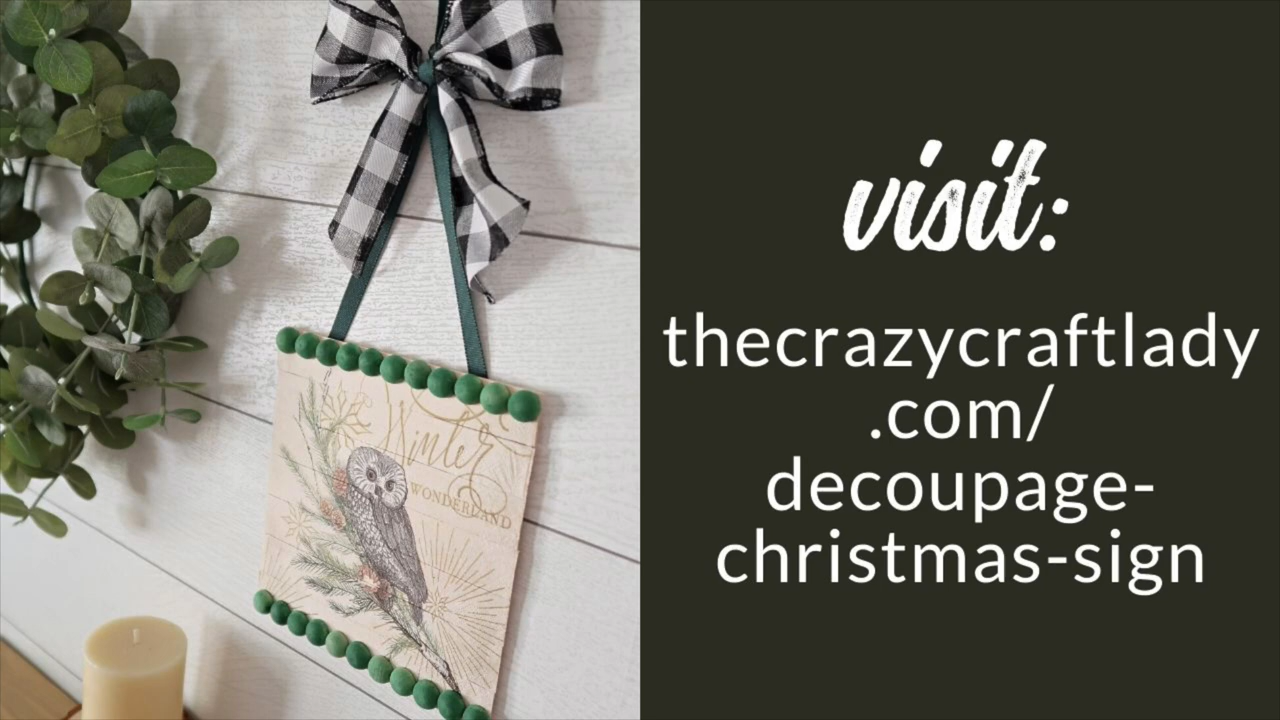 Winter
WONDERLAND
visit:
thecrazycraftlady
.com/
decoupage-
christmas-sign